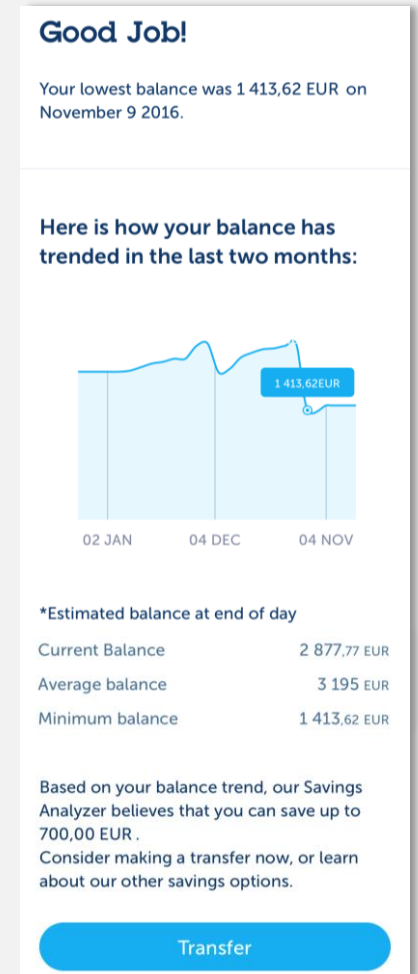 Good Job!
Your lowest balance was 1 413,62 EUR on
November 9 2016.
Here is how your balance has
trended in the last two months:
1 413,62EUR
02 JAN 04 DEC 04 NOV
*Estimated balance at end of day
Current Balance 2 877,77 EUR
Average balance 3 195 EUR
Minimum balance 1 413,62 EUR
Based on your balance trend, our Savings
Analyzer believes that you can save up to
700,00 EUR .
Consider making a transfer now, or learn
about our other savings options.
Transfer